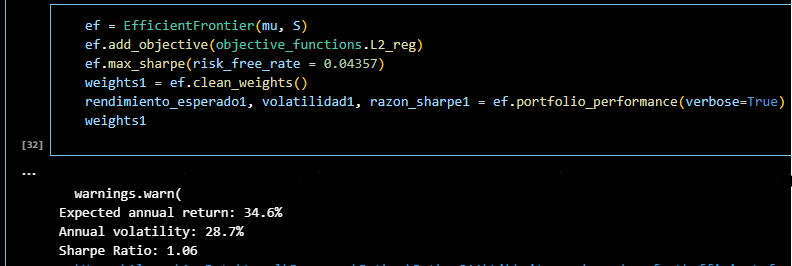 ef = EfficientFrontier(mu, S)
ef.add_objective(objective_functions.L2_reg)
ef.max_sharpe(risk_free_rate = 0.04357)
weights1 = ef.clean_weights()
rendimiento_esperado1, volatilidad1, razon_sharpe1 = ef.portfolio_performance(verbose=True)
weights1
[32]
...
warnings.warn(
Expected annual return: 34.6%
Annual volatility: 28.7%
Sharpe Ratio: 1.06